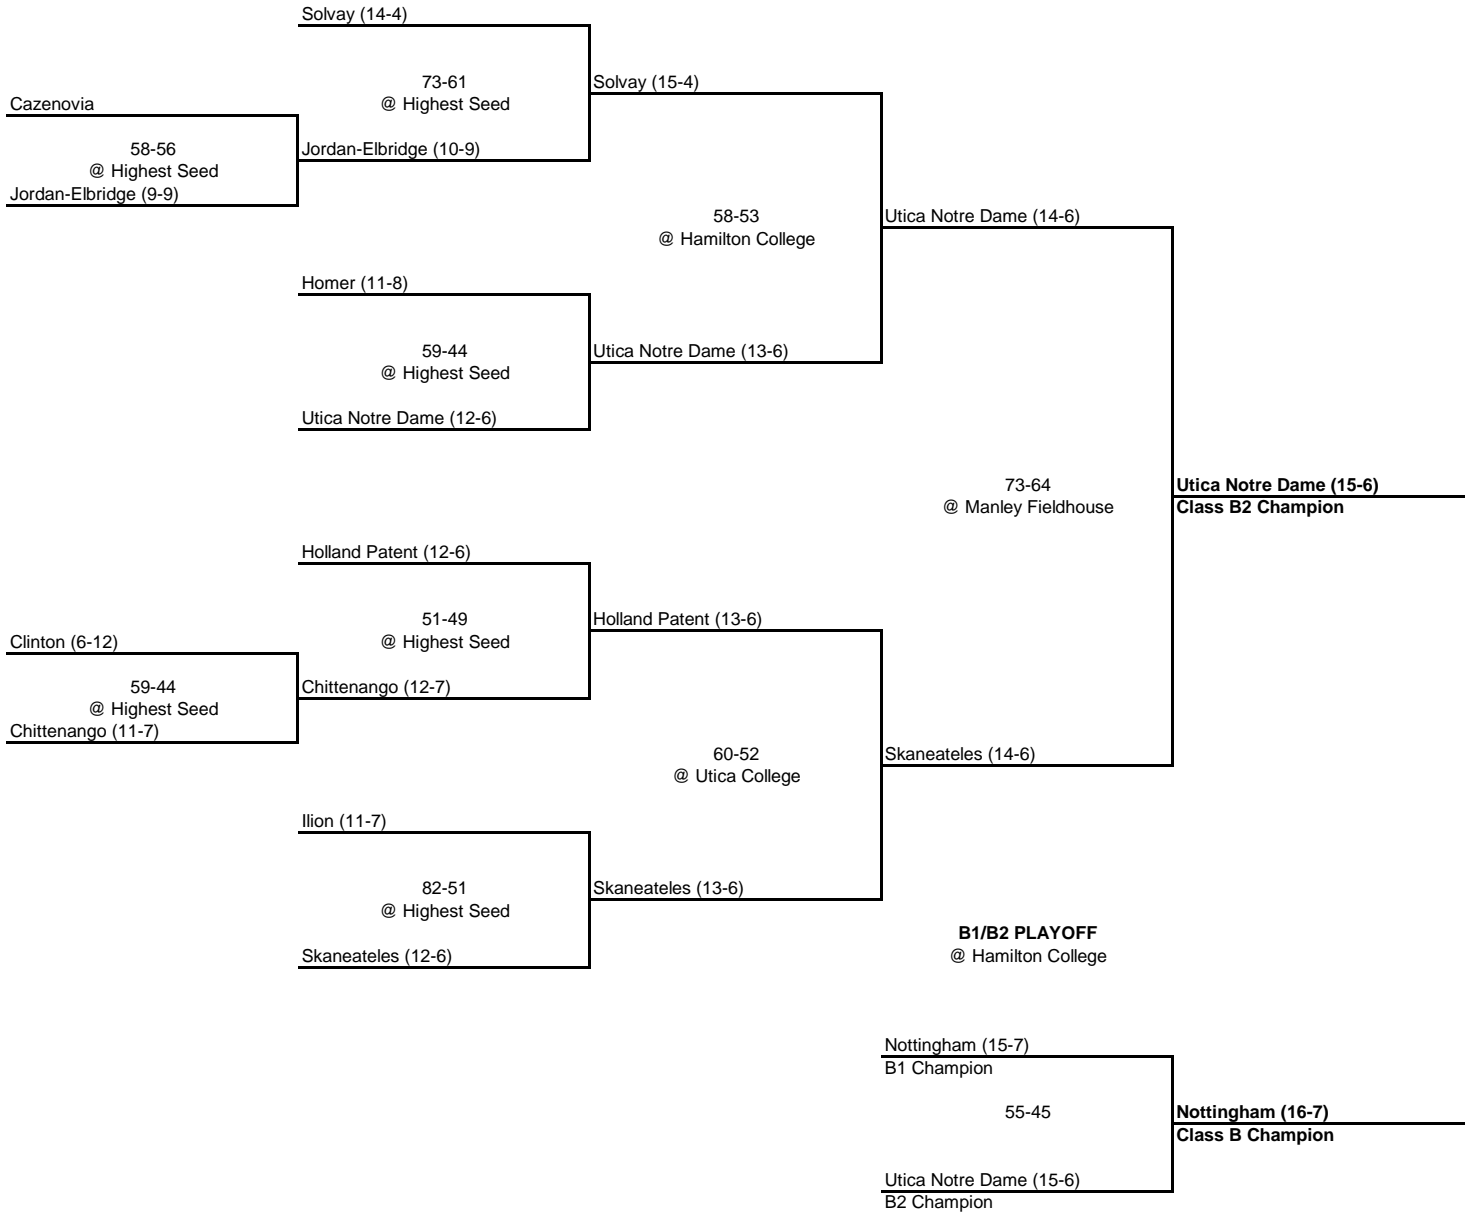 Solvay (14-4)
73-61
@ Highest Seed
Solvay (15-4)
Cazenovia
58-56
@ Highest Seed
Jordan-Elbridge (10-9)
Jordan-Elbridge (9-9)
58-53
@ Hamilton College
Utica Notre Dame (14-6)
Homer (11-8)
59-44
@ Highest Seed
Utica Notre Dame (13-6)
Utica Notre Dame (12-6)
73-64
@ Manley Fieldhouse
Utica Notre Dame (15-6)
Class B2 Champion
Holland Patent (12-6)
51-49
@ Highest Seed
Holland Patent (13-6)
Clinton (6-12)
59-44
@ Highest Seed
Chittenango (12-7)
Chittenango (11-7)
60-52
@ Utica College
Skaneateles (14-6)
Ilion (11-7)
82-51
@ Highest Seed
Skaneateles (13-6)
Skaneateles (12-6)
B1/B2 PLAYOFF
@ Hamilton College
Nottingham (15-7)
B1 Champion
55-45
Nottingham (16-7)
Class B Champion
Utica Notre Dame (15-6)
B2 Champion